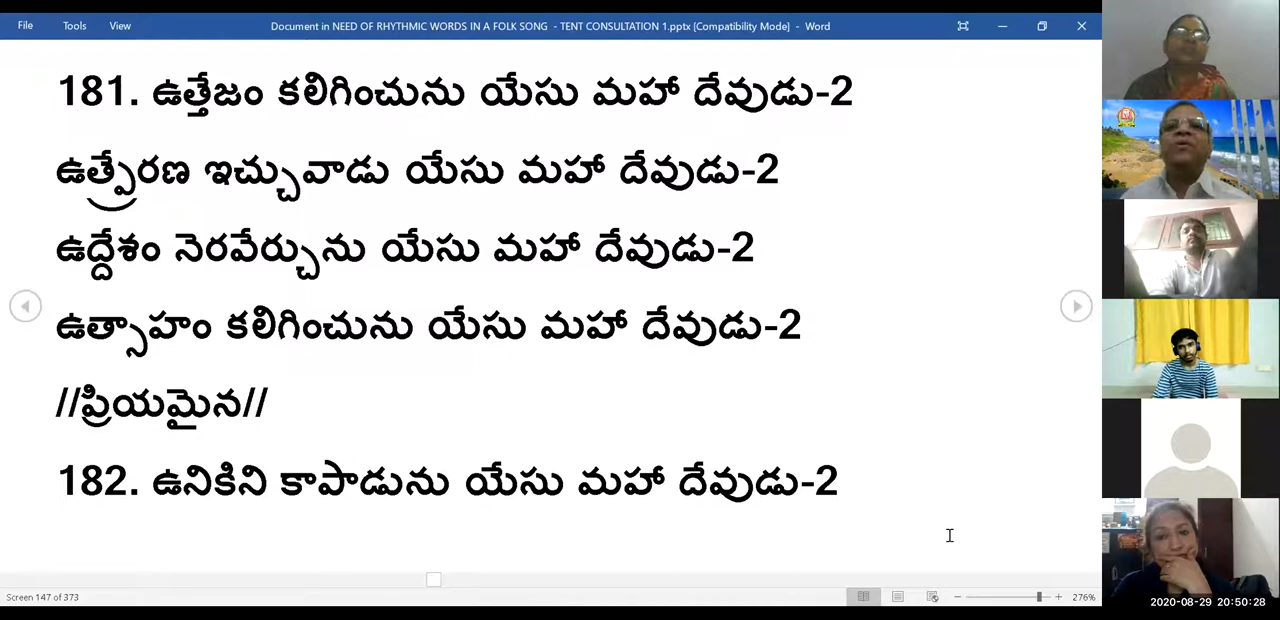 File Tools View Document in NEED OF RHYTHMIC WORDS IN A FOLK SONG - TENT CONSULTATION 1.pptx [Compatibility Mode] - Word
181. ఉత్తేజం కలిగించును యేసు మహా దేవుడు-2
ఉత్ప్రేరణ ఇచ్చువాడు యేసు మహా దేవుడు-2
ఉద్దేశం నెరవేర్చును యేసు మహా దేవుడు-2
ఉత్సాహం కలిగించును యేసు మహా దేవుడు-2
//ప్రియమైన//
182. ఉనికిని కాపాడును యేసు మహా దేవుడు-2
Screen 147 of 373
276%
2020-08-29 20:50:28